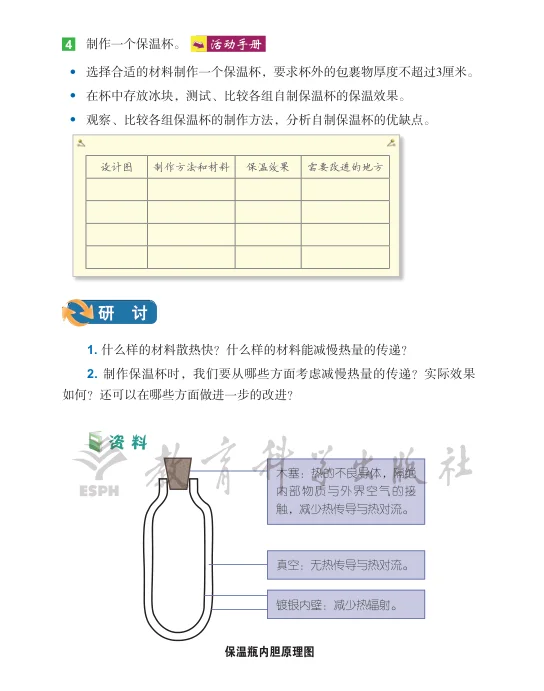 4 制作一个保温杯。 活动手册
• 选择合适的材料制作一个保温杯，要求杯外的包裹物厚度不超过3厘米。
• 在杯中存放冰块，测试、比较各组自制保温杯的保温效果。
• 观察、比较各组保温杯的制作方法，分析自制保温杯的优缺点。
设计图 制作方法和材料 保温效果 需要改进的地方
研 讨
1. 什么样的材料散热快？什么样的材料能减慢热量的传递？
2. 制作保温杯时，我们要从哪些方面考虑减慢热量的传递？实际效果
如何？还可以在哪些方面做进一步的改进？
资料
教育科学出版社
ESPH
木塞：热的不良导体，隔绝
内部物质与外界空气的接
触，减少热传导与热对流。
真空：无热传导与热对流。
镀银内壁：减少热辐射。
保温瓶内胆原理图